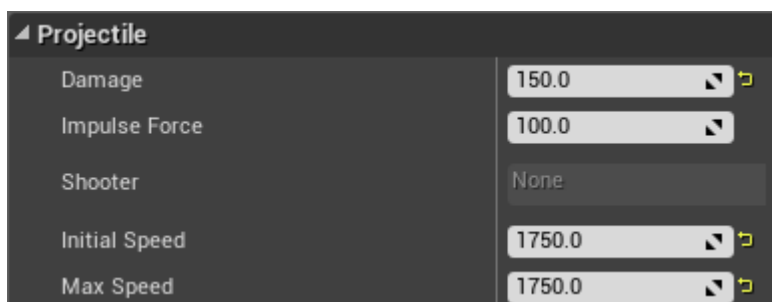 Projectile
Damage 150.0
Impulse Force 100.0
Shooter None
Initial Speed 1750.0
Max Speed 1750.0